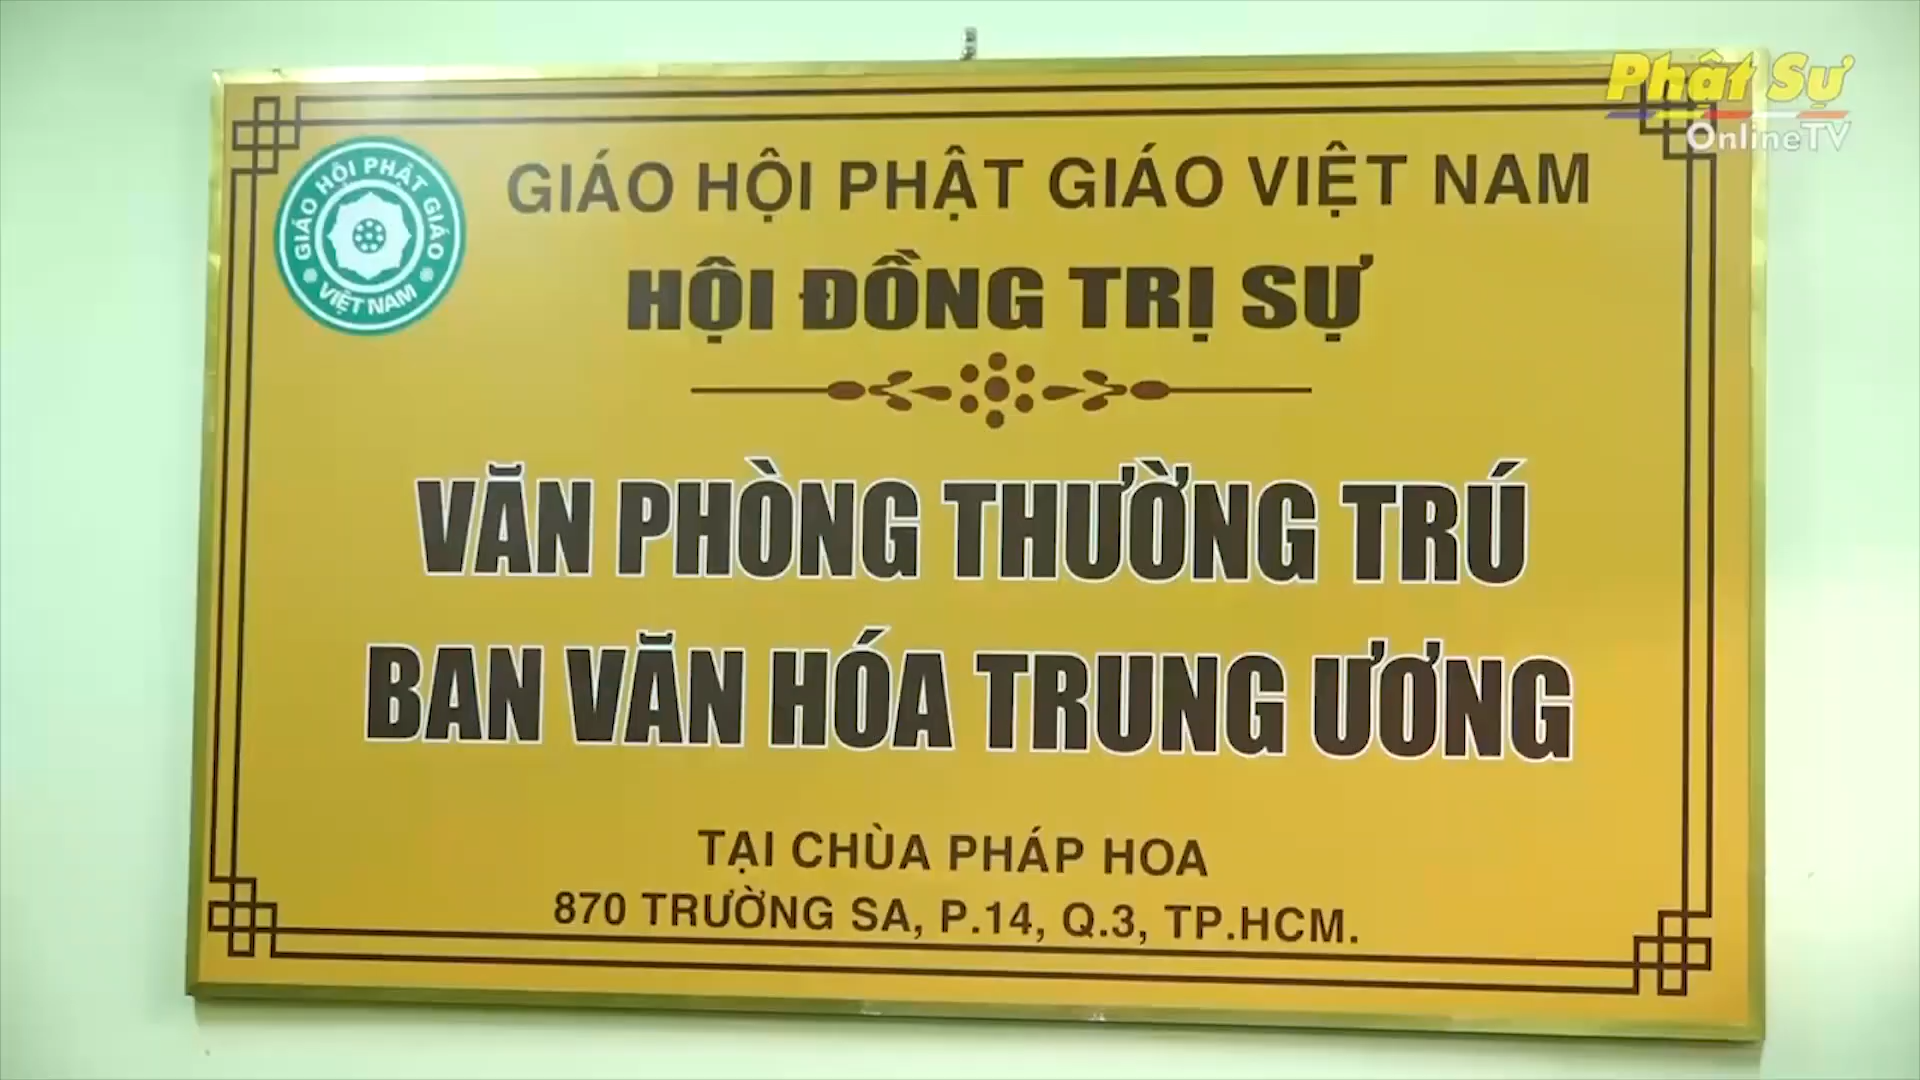 Phật Sự
OnlineTV
GIÁO HỘI PHẬT GIÁO
VIỆT NAM
GIÁO HỘI PHẬT GIÁO VIỆT NAM
HỘI ĐỒNG TRỊ SỰ
VĂN PHÒNG THƯỜNG TRÚ
BAN VĂN HÓA TRUNG ƯƠNG
TẠI CHÙA PHÁP HOA
870 TRƯỜNG SA, P.14, Q.3, TP.HCM.